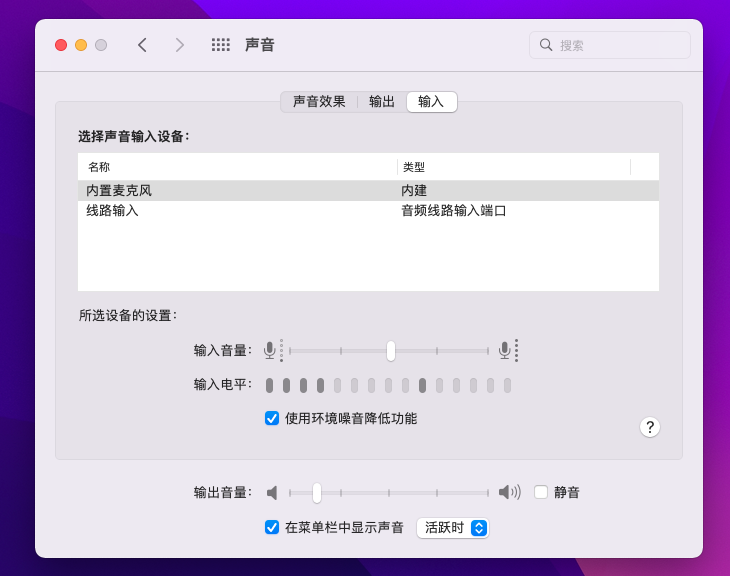 声音
搜索
声音效果 输出 输入
选择声音输入设备：
名称 类型
内置麦克风 内建
线路输入 音频线路输入端口
所选设备的设置：
输入音量：
输入电平：
使用环境噪音降低功能
?
输出音量： 静音
在菜单栏中显示声音 活跃时